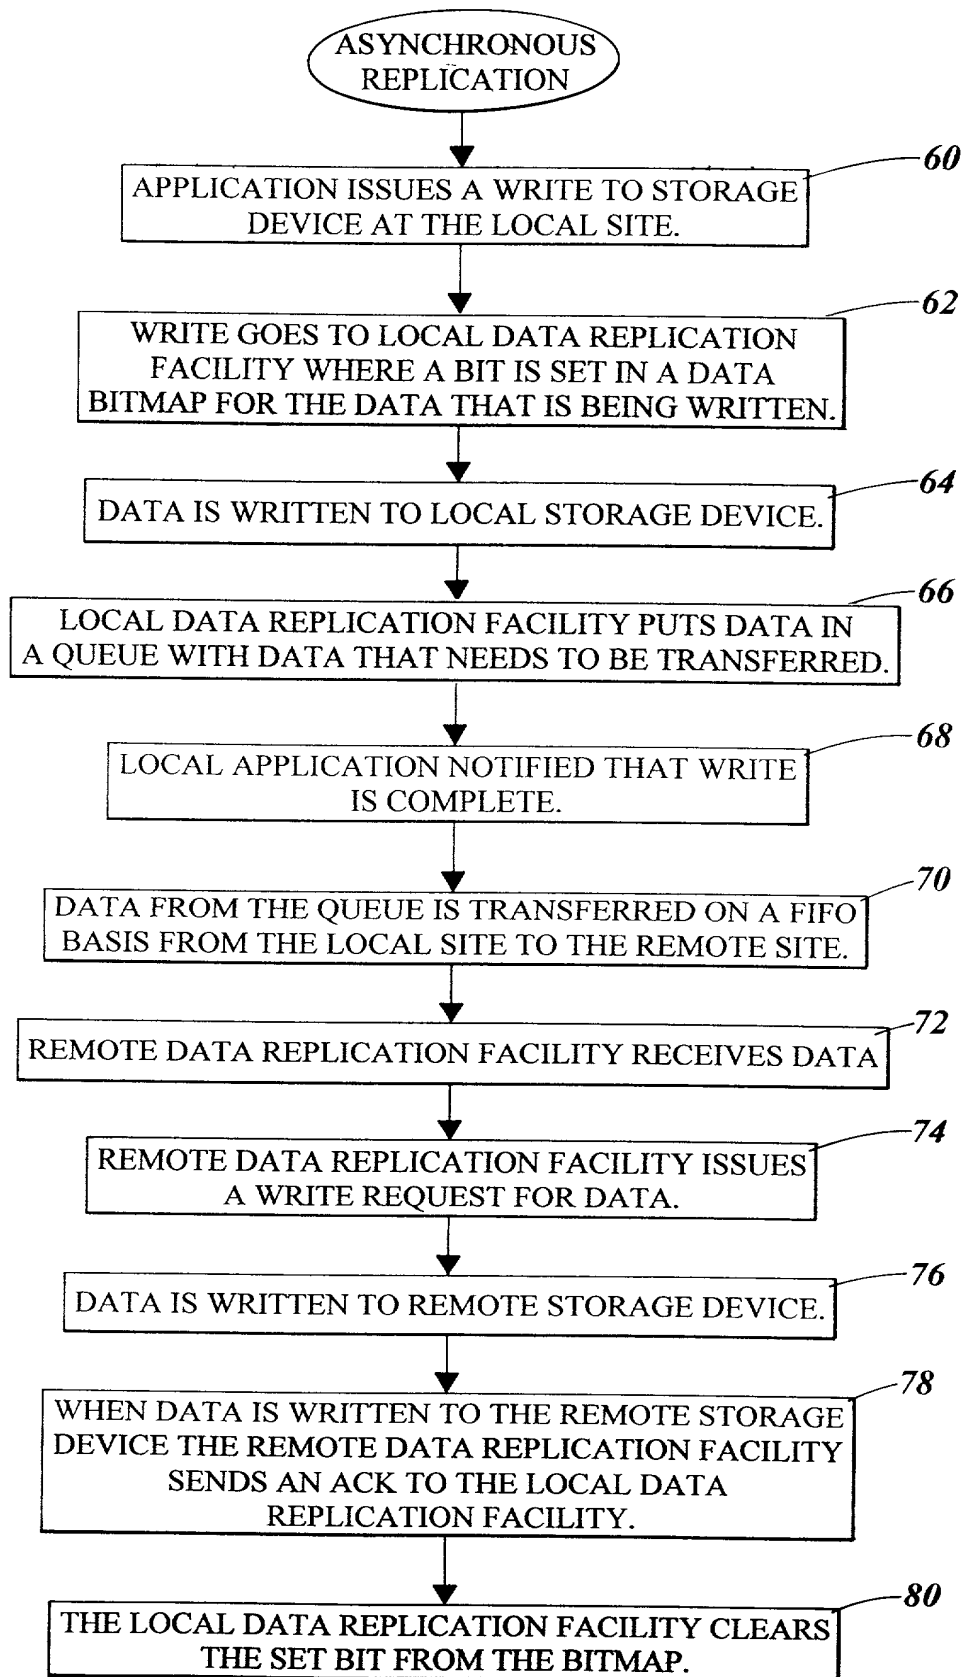 ASYNCHRONOUS
REPLICATION
60
APPLICATION ISSUES A WRITE TO STORAGE
DEVICE AT THE LOCAL SITE.
62
WRITE GOES TO LOCAL DATA REPLICATION
FACILITY WHERE A BIT IS SET IN A DATA
BITMAP FOR THE DATA THAT IS BEING WRITTEN.
64
DATA IS WRITTEN TO LOCAL STORAGE DEVICE.
66
LOCAL DATA REPLICATION FACILITY PUTS DATA IN
A QUEUE WITH DATA THAT NEEDS TO BE TRANSFERRED.
68
LOCAL APPLICATION NOTIFIED THAT WRITE
IS COMPLETE.
70
DATA FROM THE QUEUE IS TRANSFERRED ON A FIFO
BASIS FROM THE LOCAL SITE TO THE REMOTE SITE.
72
REMOTE DATA REPLICATION FACILITY RECEIVES DATA
74
REMOTE DATA REPLICATION FACILITY ISSUES
A WRITE REQUEST FOR DATA.
76
DATA IS WRITTEN TO REMOTE STORAGE DEVICE.
78
WHEN DATA IS WRITTEN TO THE REMOTE STORAGE
DEVICE THE REMOTE DATA REPLICATION FACILITY
SENDS AN ACK TO THE LOCAL DATA
REPLICATION FACILITY.
80
THE LOCAL DATA REPLICATION FACILITY CLEARS
THE SET BIT FROM THE BITMAP.